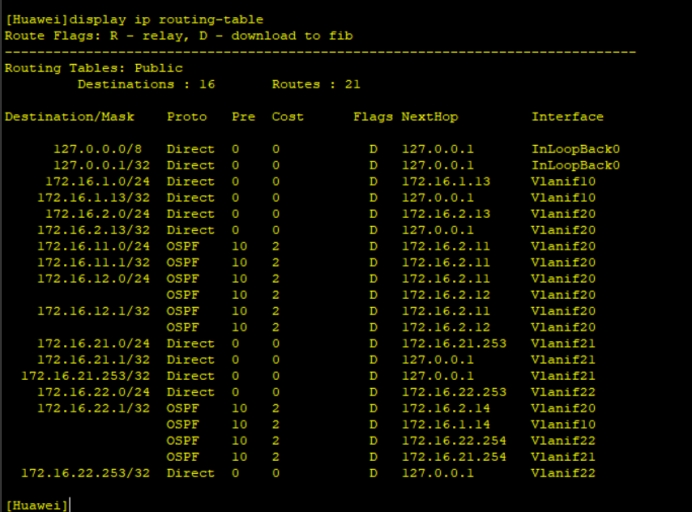 [Huawei]display ip routing-table
Route Flags: R - relay, D - download to fib
------------------------------------------------------------------------------
Routing Tables: Public
         Destinations : 16       Routes : 21

Destination/Mask    Proto   Pre  Cost      Flags NextHop         Interface

      127.0.0.0/8   Direct  0    0           D   127.0.0.1       InLoopBack0
      127.0.0.1/32  Direct  0    0           D   127.0.0.1       InLoopBack0
     172.16.1.0/24  Direct  0    0           D   172.16.1.13     Vlanif10
    172.16.1.13/32  Direct  0    0           D   127.0.0.1       Vlanif10
     172.16.2.0/24  Direct  0    0           D   172.16.2.13     Vlanif20
    172.16.2.13/32  Direct  0    0           D   127.0.0.1       Vlanif20
    172.16.11.0/24  OSPF    10   2           D   172.16.2.11     Vlanif20
    172.16.11.1/32  OSPF    10   2           D   172.16.2.11     Vlanif20
    172.16.12.0/24  OSPF    10   2           D   172.16.2.11     Vlanif20
                    OSPF    10   2           D   172.16.2.12     Vlanif20
    172.16.12.1/32  OSPF    10   2           D   172.16.2.11     Vlanif20
                    OSPF    10   2           D   172.16.2.12     Vlanif20
    172.16.21.0/24  Direct  0    0           D   172.16.21.253   Vlanif21
    172.16.21.1/32  Direct  0    0           D   127.0.0.1       Vlanif21
  172.16.21.253/32  Direct  0    0           D   127.0.0.1       Vlanif21
    172.16.22.0/24  Direct  0    0           D   172.16.22.253   Vlanif22
    172.16.22.1/32  OSPF    10   2           D   172.16.2.14     Vlanif20
                    OSPF    10   2           D   172.16.1.14     Vlanif10
                    OSPF    10   2           D   172.16.22.254   Vlanif22
                    OSPF    10   2           D   172.16.21.254   Vlanif21
  172.16.22.253/32  Direct  0    0           D   127.0.0.1       Vlanif22

[Huawei]